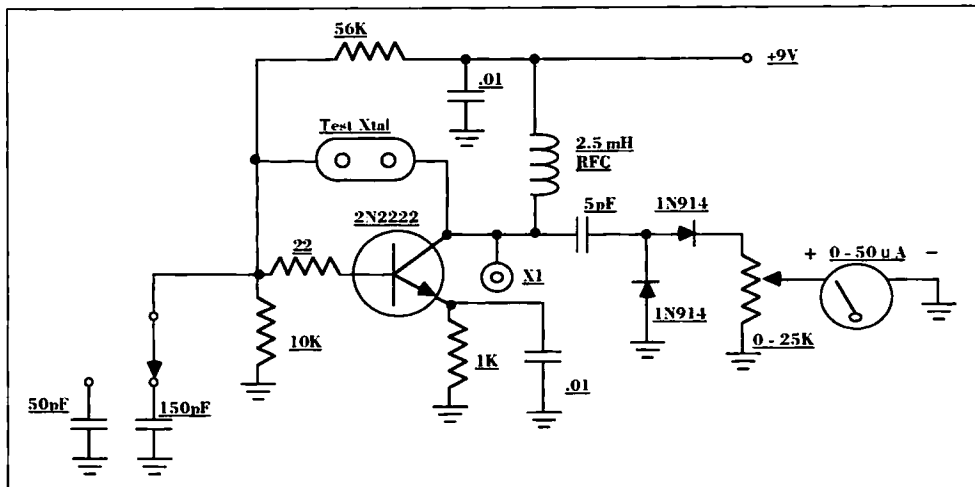 56K
+9V
.01
Test Xtal
2.5 mH
RFC
5pF
1N914
2N2222
22
X1
+ 0-50uA -
1N914
10K
1K
0-25K
.01
50pF
150pF